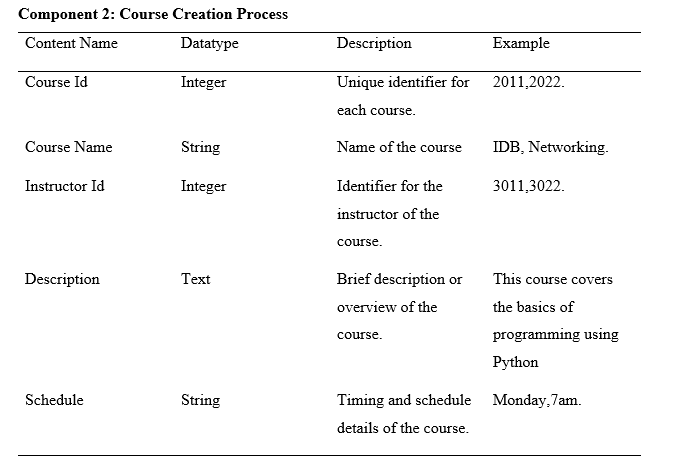 Component 2: Course Creation Process
Content Name Datatype Description Example
Course Id Integer Unique identifier for 2011,2022.
each course.
Course Name String Name of the course IDB, Networking.
Instructor Id Integer Identifier for the 3011,3022.
instructor of the
course.
Description Text Brief description or This course covers
overview of the the basics of
course. programming using
Python
Schedule String Timing and schedule Monday,7am.
details of the course.